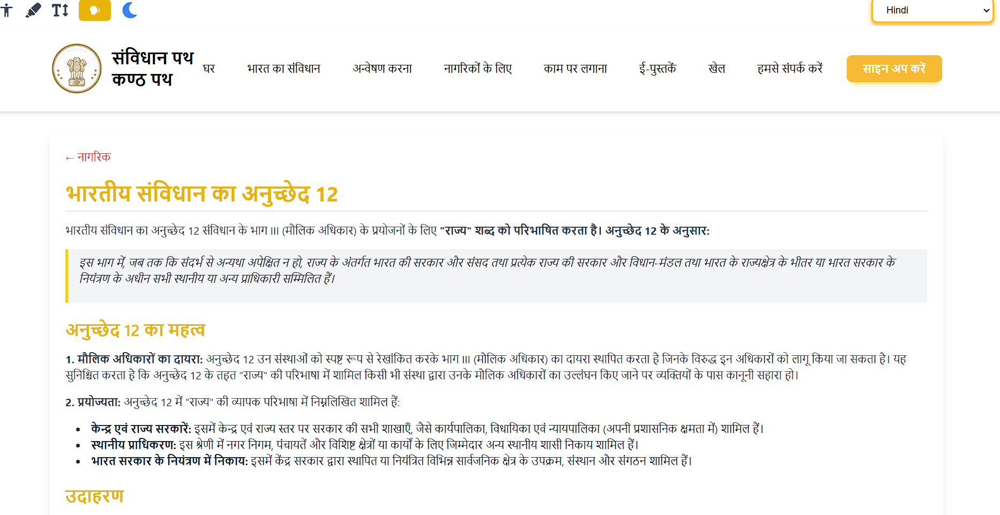 Hindi
संविधान पथ
कण्ठ पथ
घर भारत का संविधान अन्वेषण करना नागरिकों के लिए काम पर लगाना ई-पुस्तकें खेल हमसे संपर्क करें साइन अप करें
← नागरिक
भारतीय संविधान का अनुच्छेद 12
भारतीय संविधान का अनुच्छेद 12 संविधान के भाग III (मौलिक अधिकार) के प्रयोजनों के लिए "राज्य" शब्द को परिभाषित करता है। अनुच्छेद 12 के अनुसार:
इस भाग में, जब तक कि संदर्भ से अन्यथा अपेक्षित न हो, राज्य के अंतर्गत भारत की सरकार और संसद तथा प्रत्येक राज्य की सरकार और विधान-मंडल तथा भारत के राज्यक्षेत्र के भीतर या भारत सरकार के
नियंत्रण के अधीन सभी स्थानीय या अन्य प्राधिकारी सम्मिलित हैं।
अनुच्छेद 12 का महत्व
1. मौलिक अधिकारों का दायरा: अनुच्छेद 12 उन संस्थाओं को स्पष्ट रूप से रेखांकित करके भाग III (मौलिक अधिकार) का दायरा स्थापित करता है जिनके विरुद्ध इन अधिकारों को लागू किया जा सकता है। यह
सुनिश्चित करता है कि अनुच्छेद 12 के तहत "राज्य" की परिभाषा में शामिल किसी भी संस्था द्वारा उनके मौलिक अधिकारों का उल्लंघन किए जाने पर व्यक्तियों के पास कानूनी सहारा हो।
2. प्रयोज्यता: अनुच्छेद 12 में "राज्य" की व्यापक परिभाषा में निम्नलिखित शामिल हैं:
• केन्द्र एवं राज्य सरकारें: इसमें केन्द्र एवं राज्य स्तर पर सरकार की सभी शाखाएँ, जैसे कार्यपालिका, विधायिका एवं न्यायपालिका (अपनी प्रशासनिक क्षमता में) शामिल हैं।
• स्थानीय प्राधिकरण: इस श्रेणी में नगर निगम, पंचायतें और विशिष्ट क्षेत्रों या कार्यों के लिए जिम्मेदार अन्य स्थानीय शासी निकाय शामिल हैं।
• भारत सरकार के नियंत्रण में निकाय: इसमें केंद्र सरकार द्वारा स्थापित या नियंत्रित विभिन्न सार्वजनिक क्षेत्र के उपक्रम, संस्थान और संगठन शामिल हैं।
उदाहरण